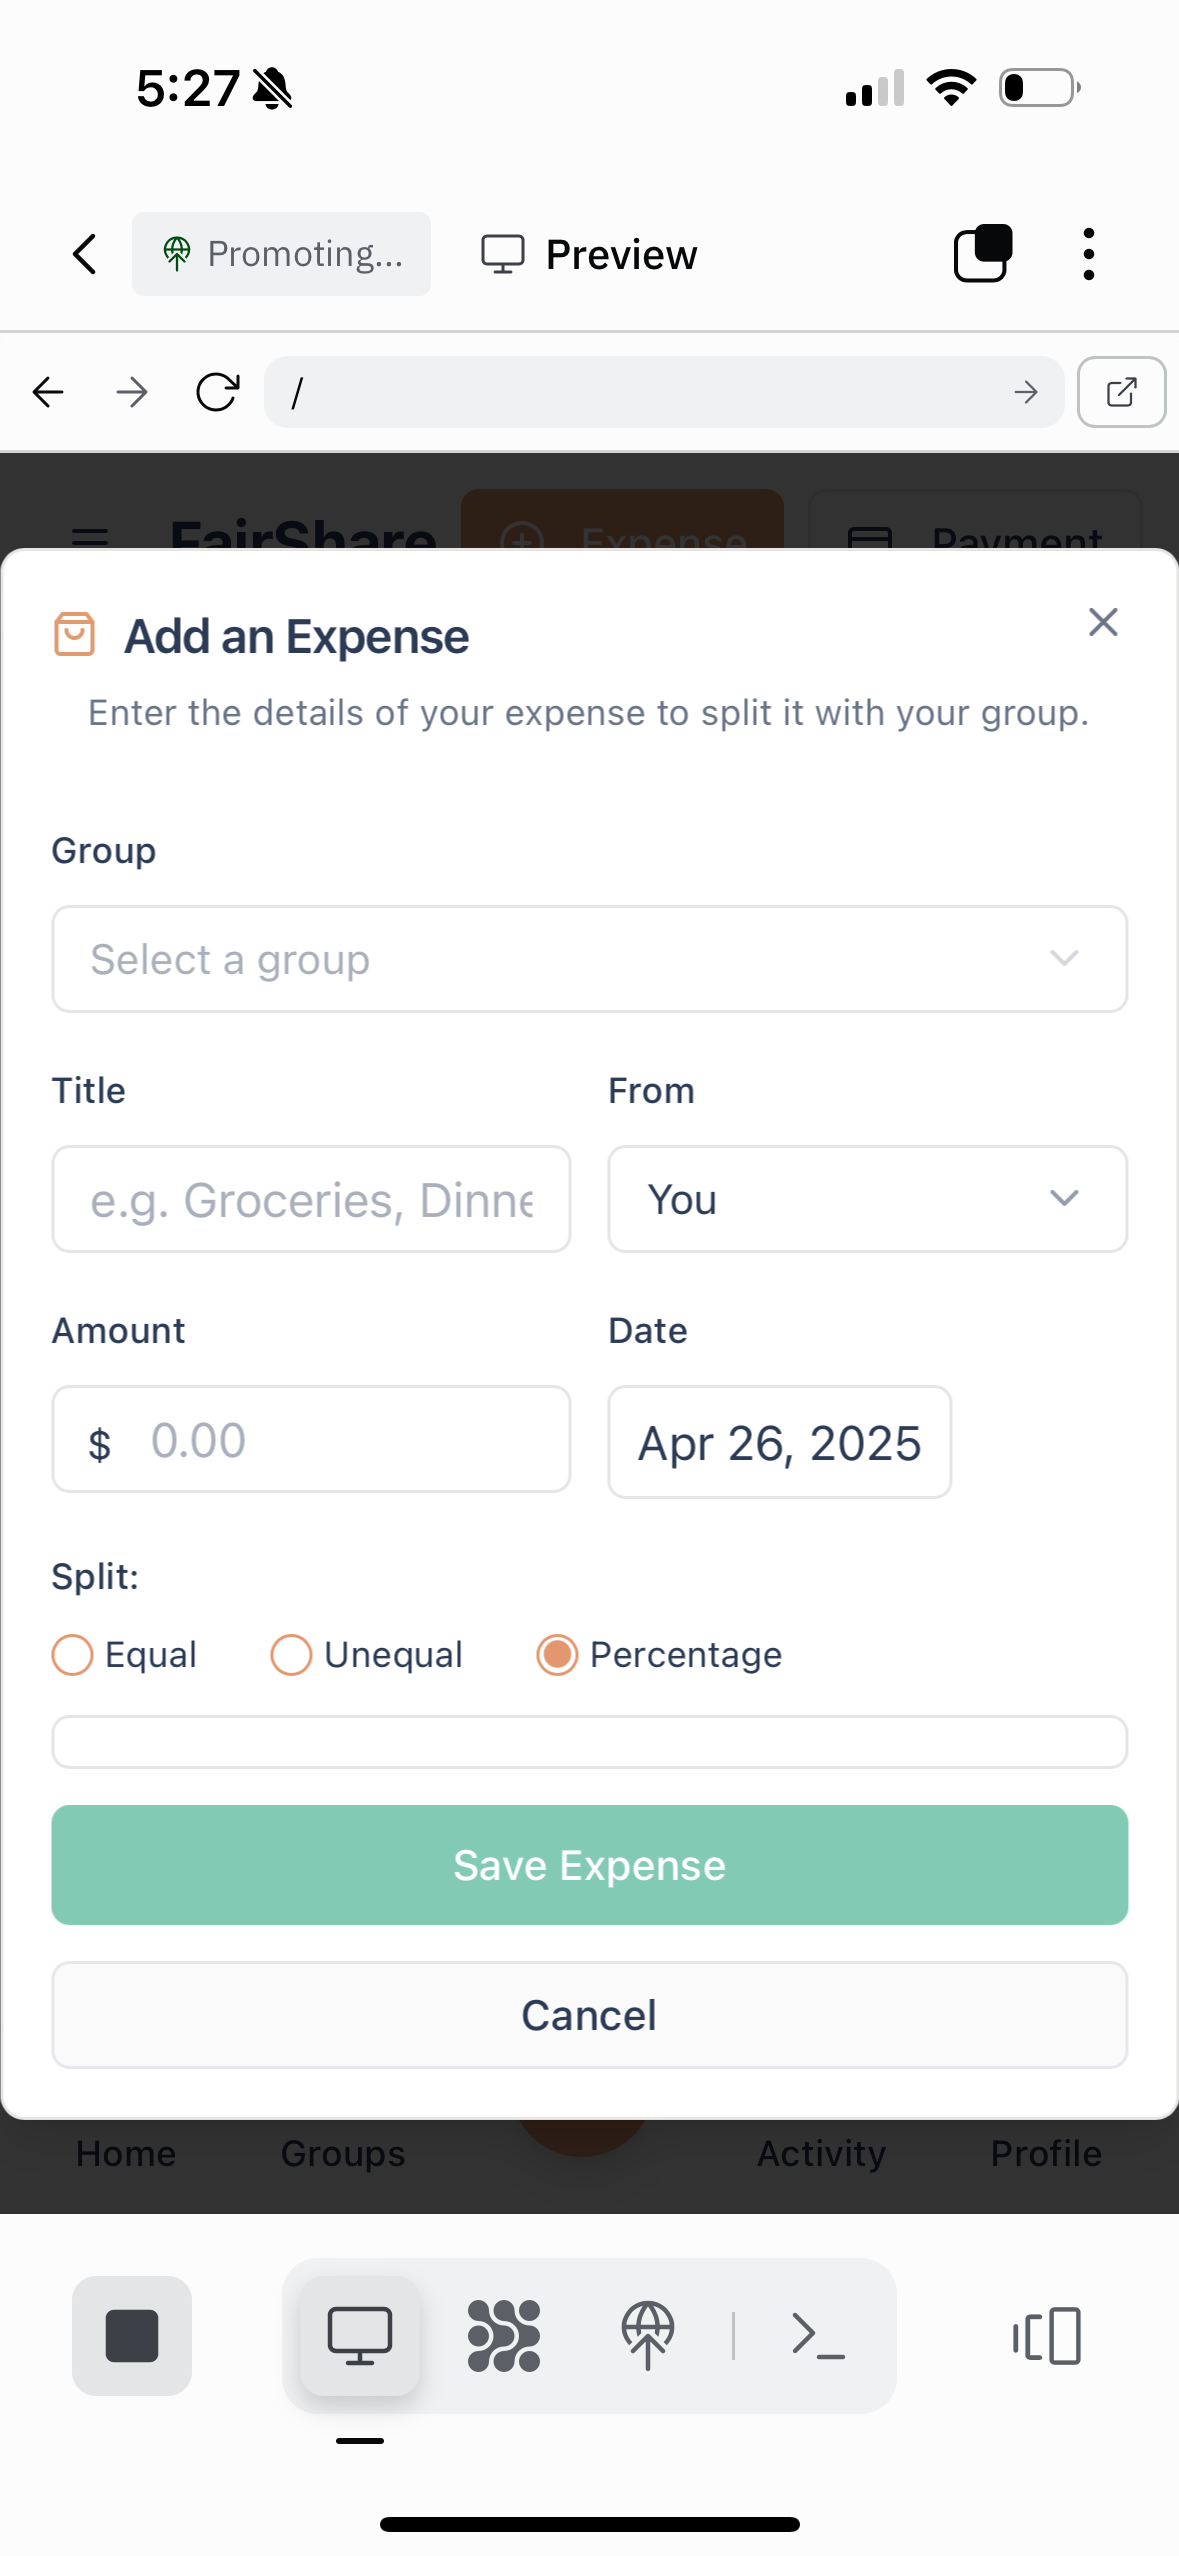 5:27
Promoting...
Preview
/
FairShare
Expense
Payment
Add an Expense
Enter the details of your expense to split it with your group.
Group
Select a group
Title
From
e.g. Groceries, Dinne
You
Amount
Date
$ 0.00
Apr 26, 2025
Split:
Equal
Unequal
Percentage
Save Expense
Cancel
Home
Groups
Activity
Profile